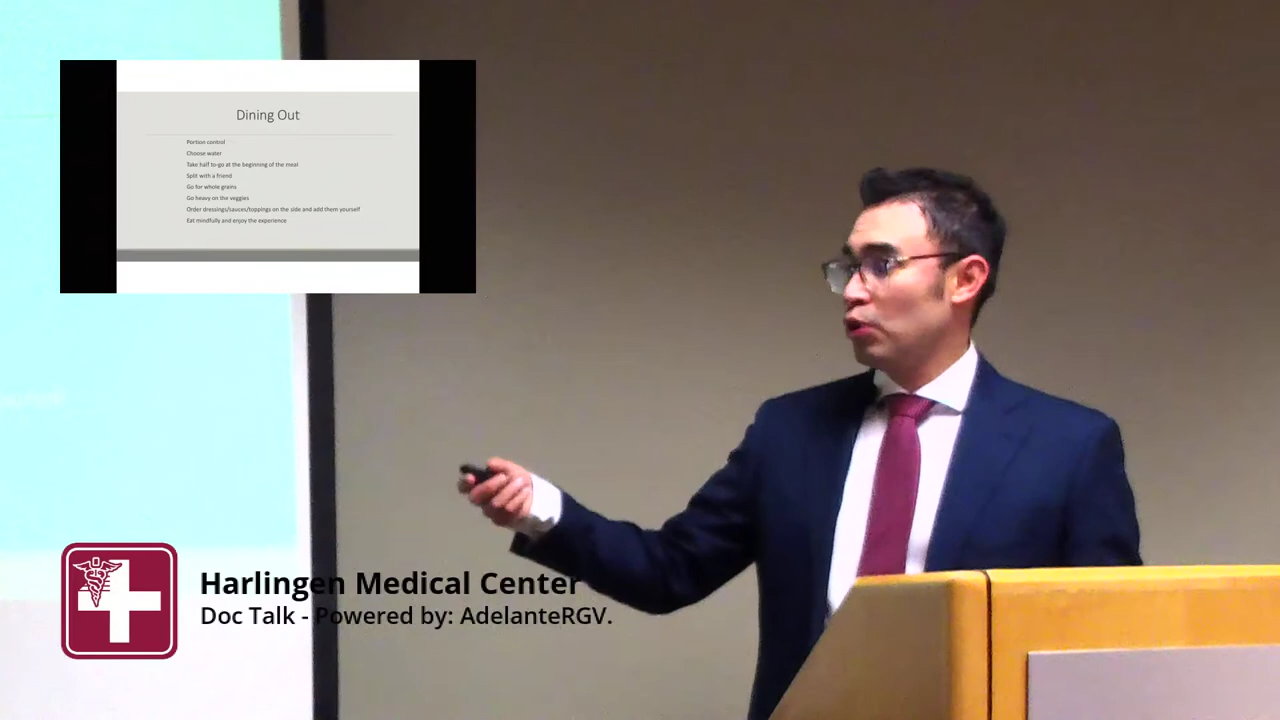 Dining Out
Portion control
Choose water
Take half to-go at the beginning of the meal
Split with a friend
Go for whole grains
Go heavy on the veggies
Order dressings/sauces/toppings on the side and add them yourself
Eat mindfully and enjoy the experience
Harlingen Medical Center
Doc Talk - Powered by: AdelanteRGV.